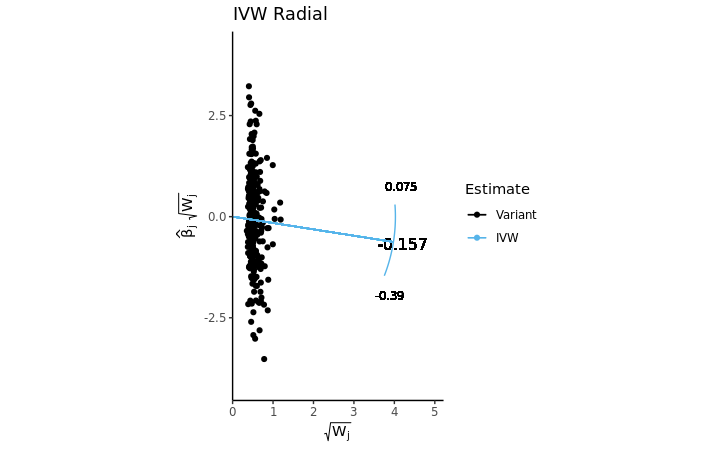 IVW Radial
2.5
0.0
-2.5
β̂j √Wj
0.075
-0.157
-0.39
Estimate
Variant
IVW
0 1 2 3 4 5
√Wj